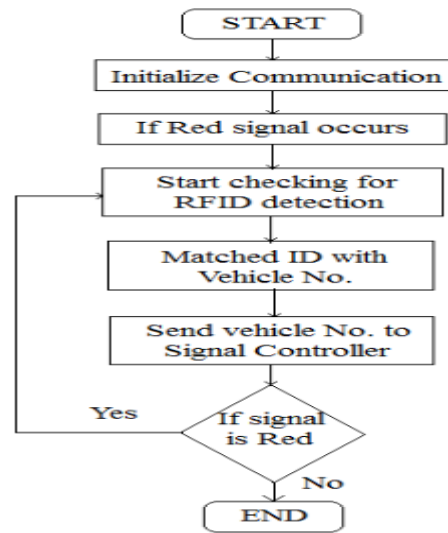 START
Initialize Communication
If Red signal occurs
Start checking for
RFID detection
Matched ID with
Vehicle No.
Send vehicle No. to
Signal Controller
If signal
is Red
Yes
No
END